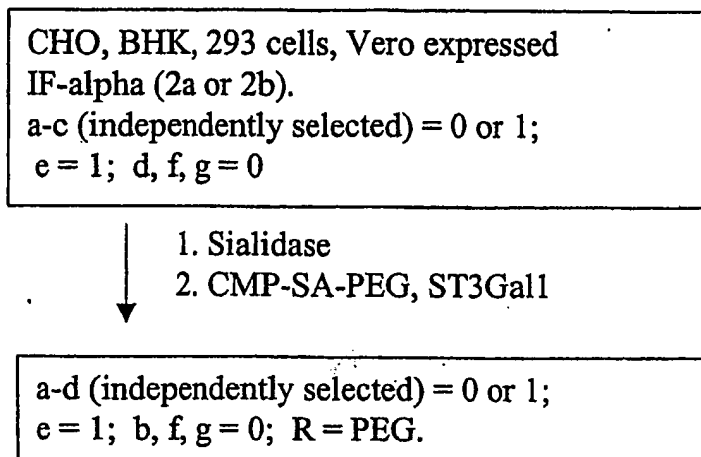 CHO, BHK, 293 cells, Vero expressed
IF-alpha (2a or 2b).
a-c (independently selected) = 0 or 1;
e = 1; d, f, g = 0
1. Sialidase
2. CMP-SA-PEG, ST3Gal1
a-d (independently selected) = 0 or 1;
e = 1; b, f, g = 0; R = PEG.